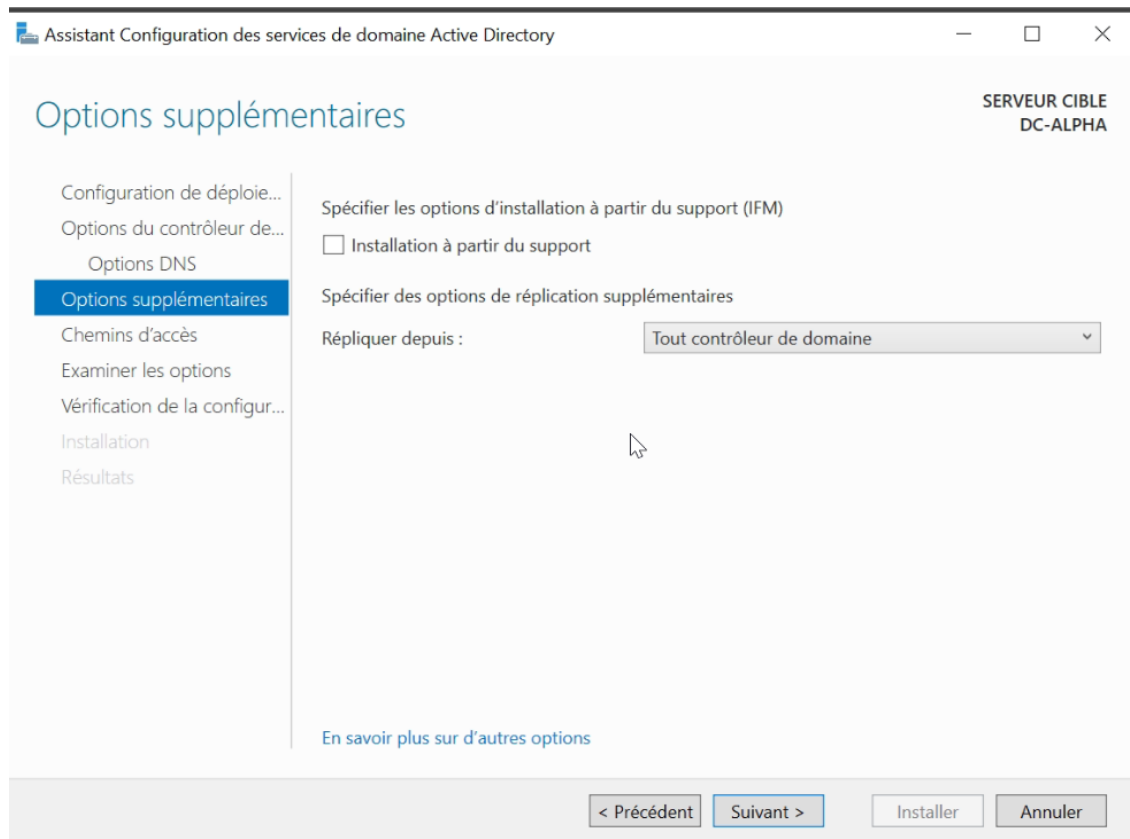 Assistant Configuration des services de domaine Active Directory
Options supplémentaires
SERVEUR CIBLE
DC-ALPHA
Configuration de déploie...
Options du contrôleur de...
Options DNS
Options supplémentaires
Chemins d’accès
Examiner les options
Vérification de la configur...
Installation
Résultats
Spécifier les options d’installation à partir du support (IFM)
Installation à partir du support
Spécifier des options de réplication supplémentaires
Répliquer depuis : Tout contrôleur de domaine
En savoir plus sur d’autres options
< Précédent Suivant > Installer Annuler